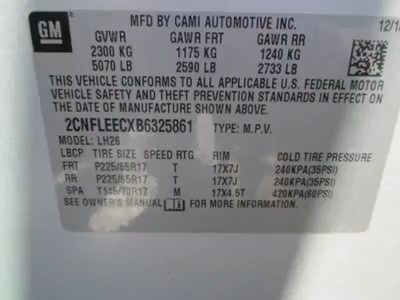 GM
MFD BY CAMI AUTOMOTIVE INC.
GVWR GAWR FRT GAWR RR
2300 KG 1175 KG 1240 KG
5070 LB 2590 LB 2733 LB
THIS VEHICLE CONFORMS TO ALL APPLICABLE U.S. FEDERAL MOTOR
VEHICLE SAFETY AND THEFT PREVENTION STANDARDS IN EFFECT ON THE
DATE OF MANUFACTURE SHOWN ABOVE.
2CNFLEECXB6325861 TYPE: M.P.V.
MODEL: LH26
LBCP TIRE SIZE SPEED RTG RIM COLD TIRE PRESSURE
FRT P225/65R17 T 17X7J 240KPA(35PSI)
RR P225/65R17 T 17X7J 240KPA(35PSI)
SPA T145/70R17 M 17X4.5T 420KPA(60PSI)
SEE OWNER'S MANUAL FOR MORE INFORMATION.